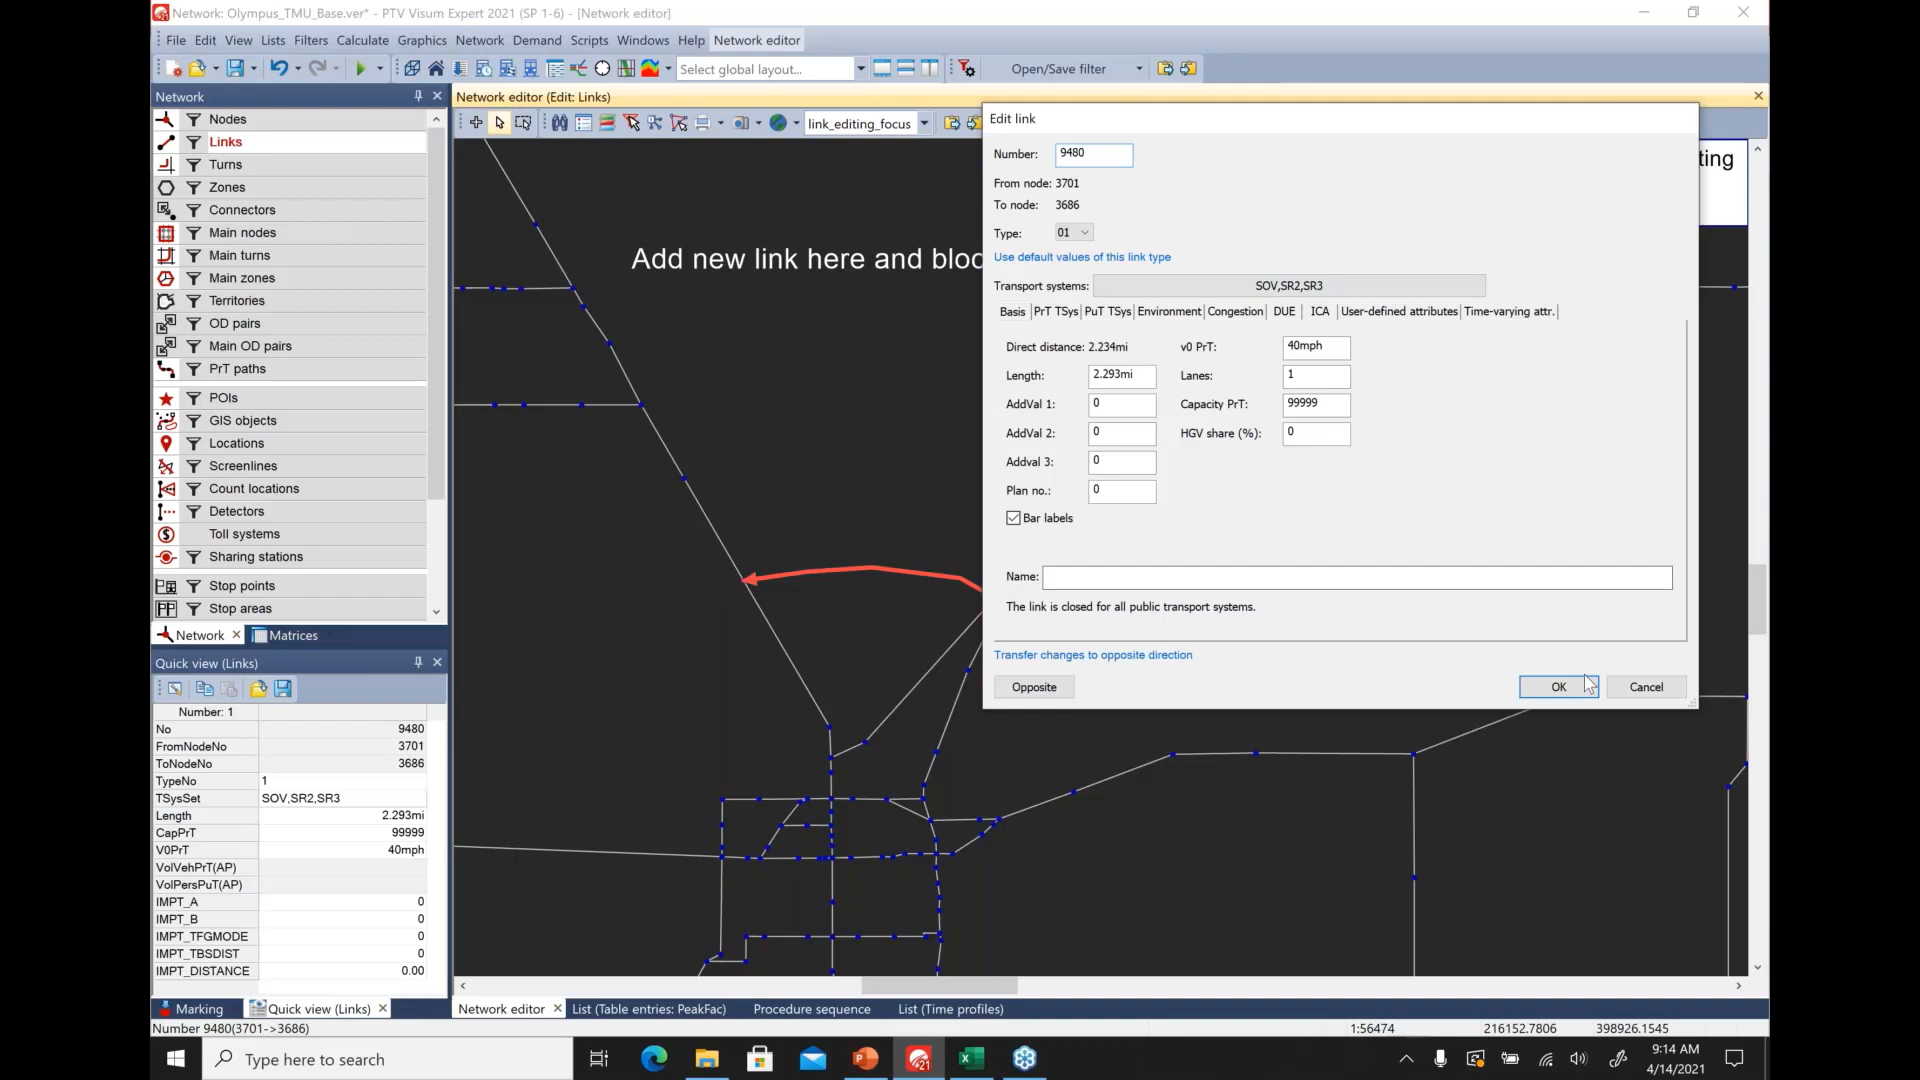 Network: Olympus_TMU_Base.ver* - PTV Visum Expert 2021 (SP 1-6) - [Network editor]
File Edit View Lists Filters Calculate Graphics Network Demand Scripts Windows Help Network editor
Select global layout... Open/Save filter
Network
Nodes
Links
Turns
Zones
Connectors
Main nodes
Main turns
Main zones
Territories
OD pairs
Main OD pairs
PrT paths
POIs
GIS objects
Locations
Screenlines
Count locations
Detectors
Toll systems
Sharing stations
Stop points
Stop areas
Network Matrices
Quick view (Links)
Number: 1
No 9480
FromNodeNo 3701
ToNodeNo 3686
TypeNo 1
TSysSet SOV,SR2,SR3
Length 2.293mi
CapPrT 99999
V0PrT 40mph
VolVehPrT(AP)
VolPersPuT(AP)
IMPT_A 0
IMPT_B 0
IMPT_TFGMODE 0
IMPT_TBSDIST 0
IMPT_DISTANCE 0.00
Marking Quick view (Links)
Network editor (Edit: Links)
link_editing_focus
Add new link here and bloc
ting
Edit link
Number: 9480
From node: 3701
To node: 3686
Type: 01
Use default values of this link type
Transport systems: SOV,SR2,SR3
Basis PrT TSys PuT TSys Environment Congestion DUE ICA User-defined attributes Time-varying attr.
Direct distance: 2.234mi v0 PrT: 40mph
Length: 2.293mi Lanes: 1
AddVal 1: 0 Capacity PrT: 99999
AddVal 2: 0 HGV share (%): 0
Addval 3: 0
Plan no.: 0
Bar labels
Name:
The link is closed for all public transport systems.
Transfer changes to opposite direction
Opposite OK Cancel
Network editor List (Table entries: PeakFac) Procedure sequence List (Time profiles)
Number 9480(3701->3686) 1:56474 216152.7806 398926.1545
Type here to search
21
9:14 AM
4/14/2021